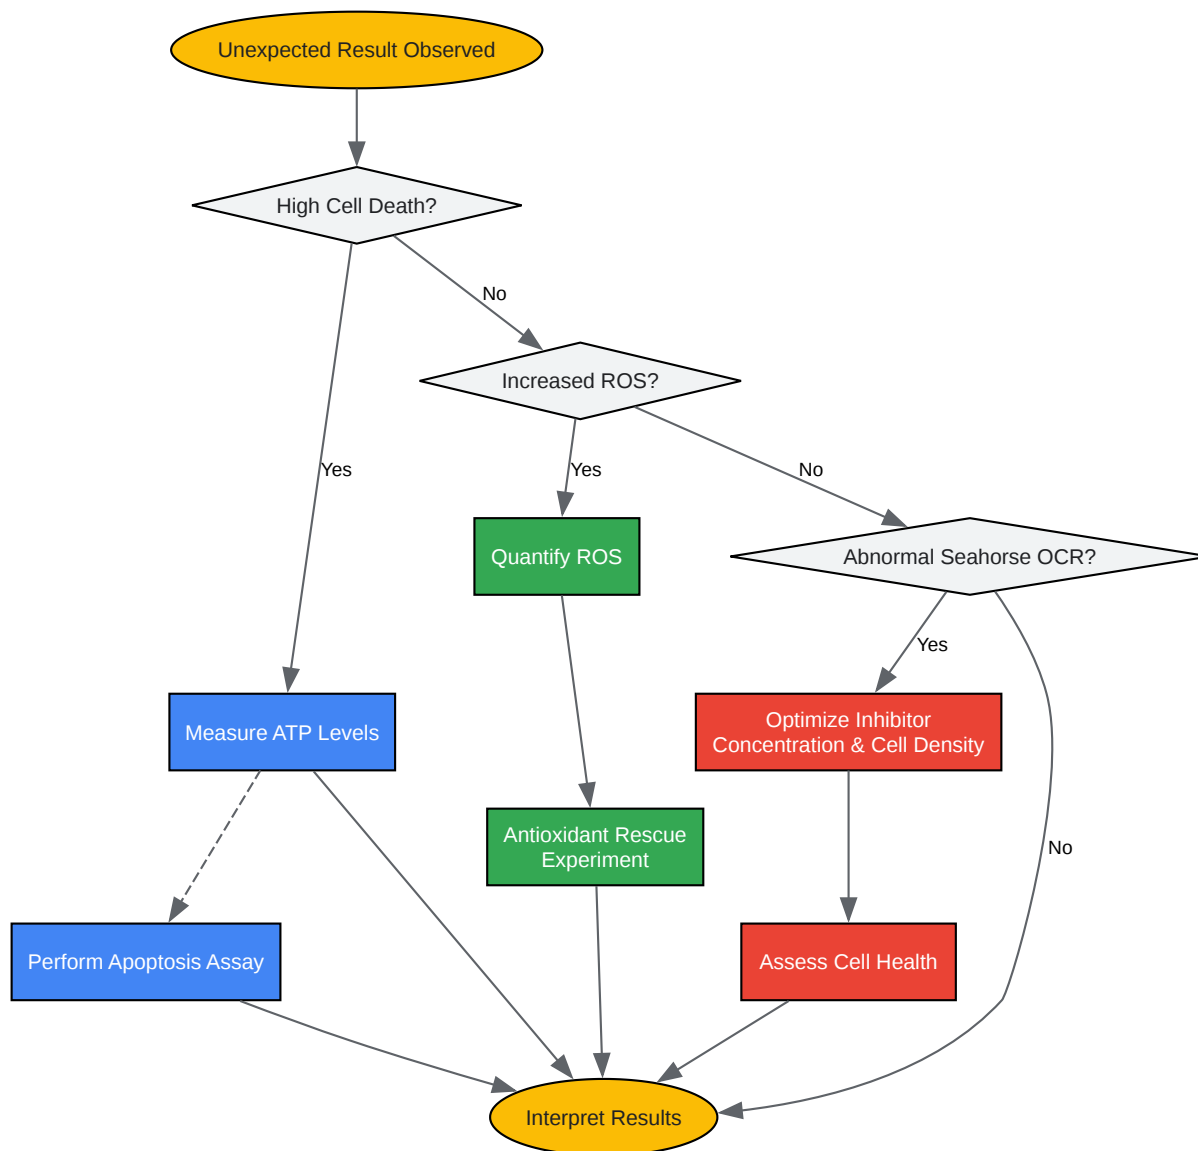 Unexpected Result Observed
High Cell Death?
No
Increased ROS?
Yes
Yes
No
Quantify ROS
Abnormal Seahorse OCR?
Yes
Measure ATP Levels
Optimize Inhibitor
Concentration & Cell Density
Antioxidant Rescue
Experiment
No
Perform Apoptosis Assay
Assess Cell Health
Interpret Results